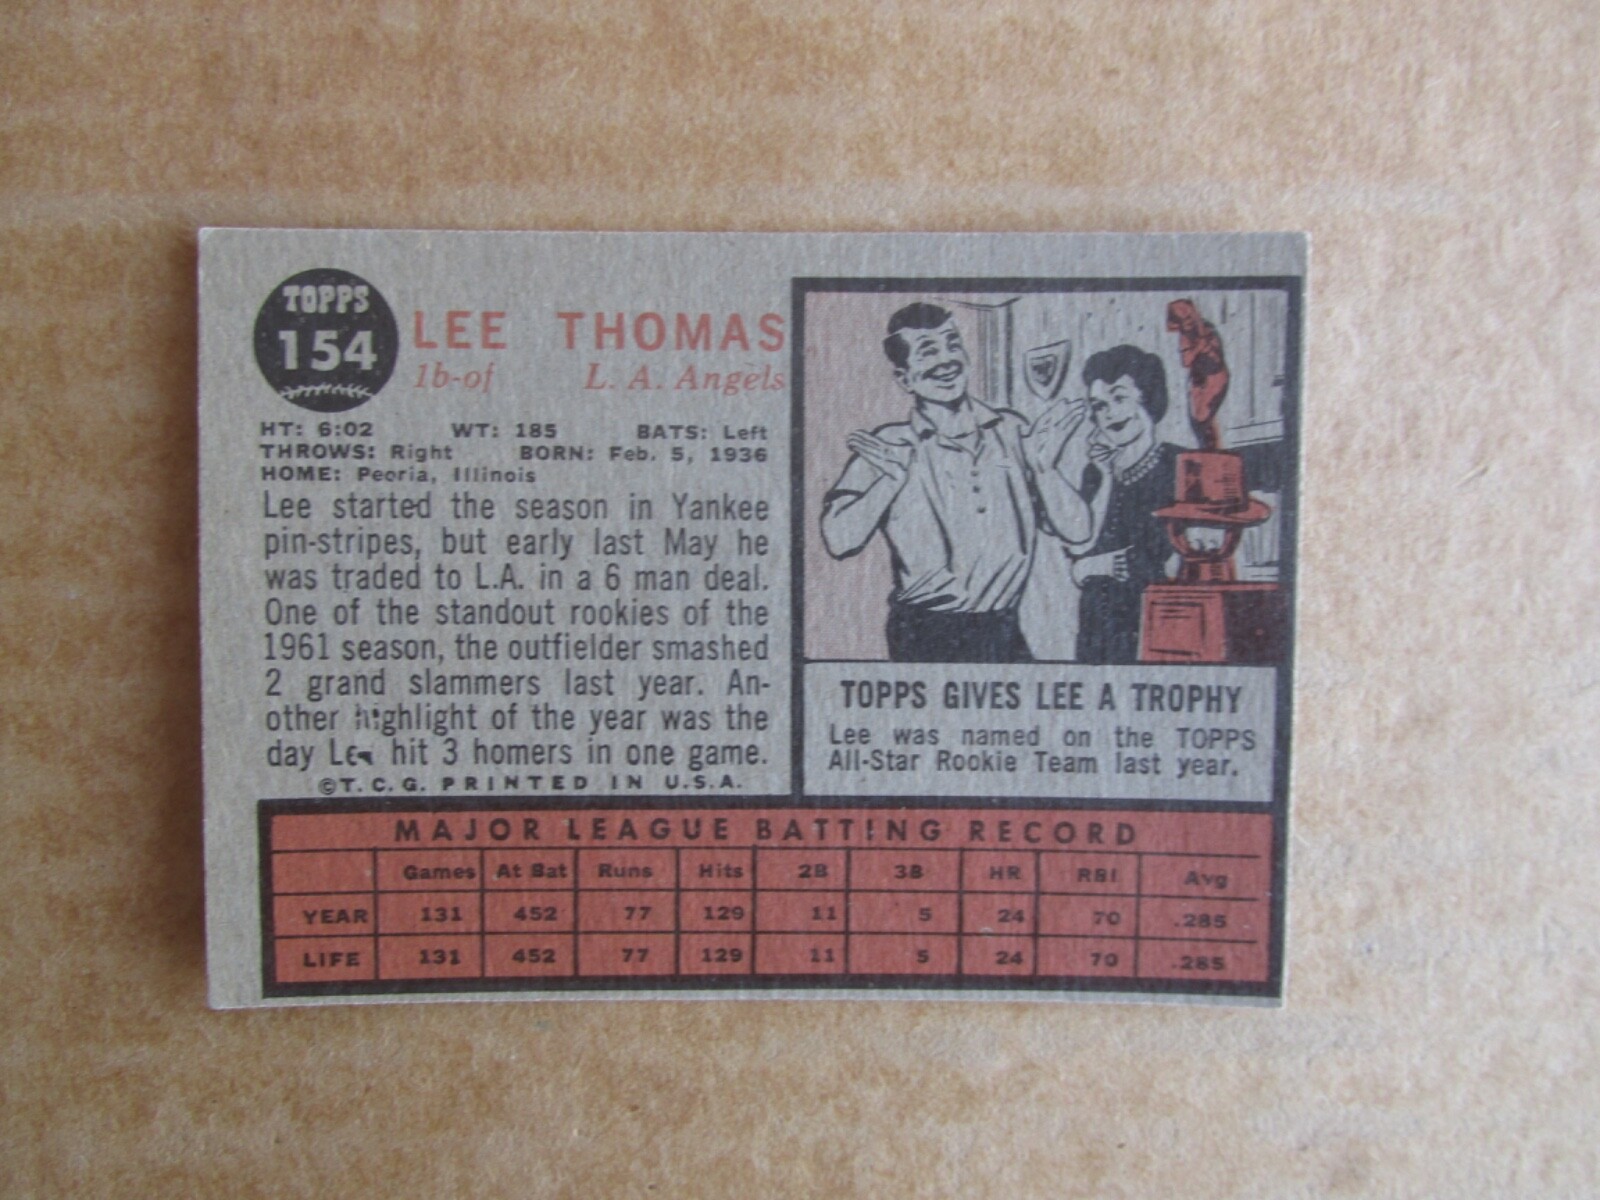 TOPPS
154
LEE THOMAS
1b-of L. A. Angels
HT: 6:02 WT: 185 BATS: Left
THROWS: Right BORN: Feb. 5, 1936
HOME: Peoria, Illinois
Lee started the season in Yankee
pin-stripes, but early last May he
was traded to L.A. in a 6 man deal.
One of the standout rookies of the
1961 season, the outfielder smashed
2 grand slammers last year. An-
other highlight of the year was the
day Lee hit 3 homers in one game.
©T. C. G. PRINTED IN U.S.A.
TOPPS GIVES LEE A TROPHY
Lee was named on the TOPPS
All-Star Rookie Team last year.
MAJOR LEAGUE BATTING RECORD
Games At Bat Runs Hits 2B 3B HR RBI Avg
YEAR 131 452 77 129 11 5 24 70 .285
LIFE 131 452 77 129 11 5 24 70 .285